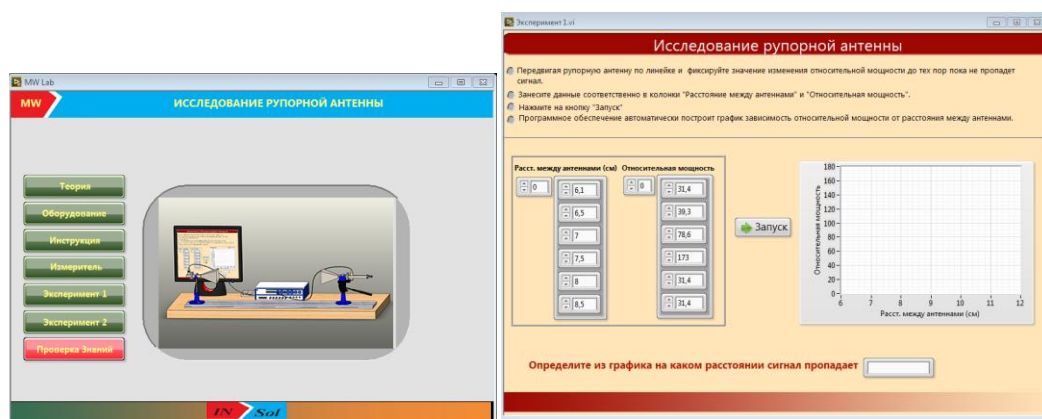 MW Lab
MW
ИССЛЕДОВАНИЕ РУПОРНОЙ АНТЕННЫ
Теория
Оборудование
Инструкция
Измеритель
Эксперимент 1
Эксперимент 2
Проверка Знаний
IN Sol
Эксперимент 1.vi
Исследование рупорной антенны
Передвигая рупорную антенну по линейке и фиксируйте значение изменения относительной мощности до тех пор пока не пропадет
сигнал.
Занесите данные соответственно в колонки "Расстояние между антеннами" и "Относительная мощность".
Нажмите на кнопку "Запуск"
Программное обеспечение автоматически построит график зависимость относительной мощности от расстояния между антеннами.
Расст. между антеннами (см) Относительная мощность
0 6,1 0 31,4
6,5 39,3
7 78,6
7,5 173
8 31,4
8,5 31,4
Запуск
Относительная мощность
180
160
140
120
100
80
60
40
20
0
6 7 8 9 10 11 12
Расст. между антеннами (см)
Определите из графика на каком расстоянии сигнал пропадает